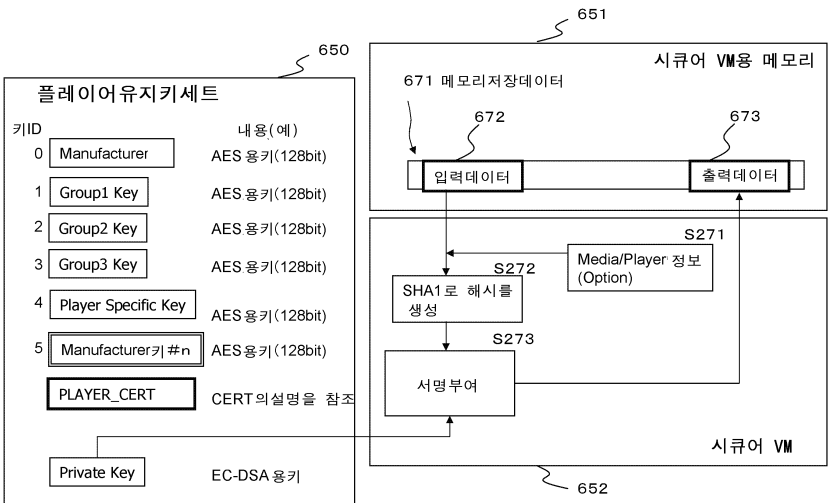 650
플레이어유지키세트
키ID
내용(예)
0 Manufacturer AES용키(128bit)
1 Group1 Key AES용키(128bit)
2 Group2 Key AES용키(128bit)
3 Group3 Key AES용키(128bit)
4 Player Specific Key AES용키(128bit)
5 Manufacturer키#n AES용키(128bit)
PLAYER_CERT CERT의설명을 참조
Private Key EC-DSA용키
651
시큐어 VM용 메모리
671 메모리저장데이터
672
673
입력데이터
출력데이터
S271
Media/Player 정보
(Option)
S272
SHA1로 해시를
생성
S273
서명부여
시큐어 VM
652